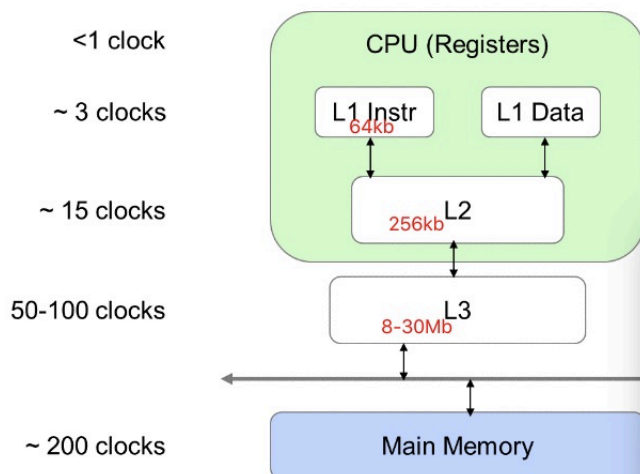 <1 clock
CPU (Registers)
~ 3 clocks
L1 Instr
64kb
L1 Data
~ 15 clocks
L2
256kb
50-100 clocks
L3
8-30Mb
~ 200 clocks
Main Memory